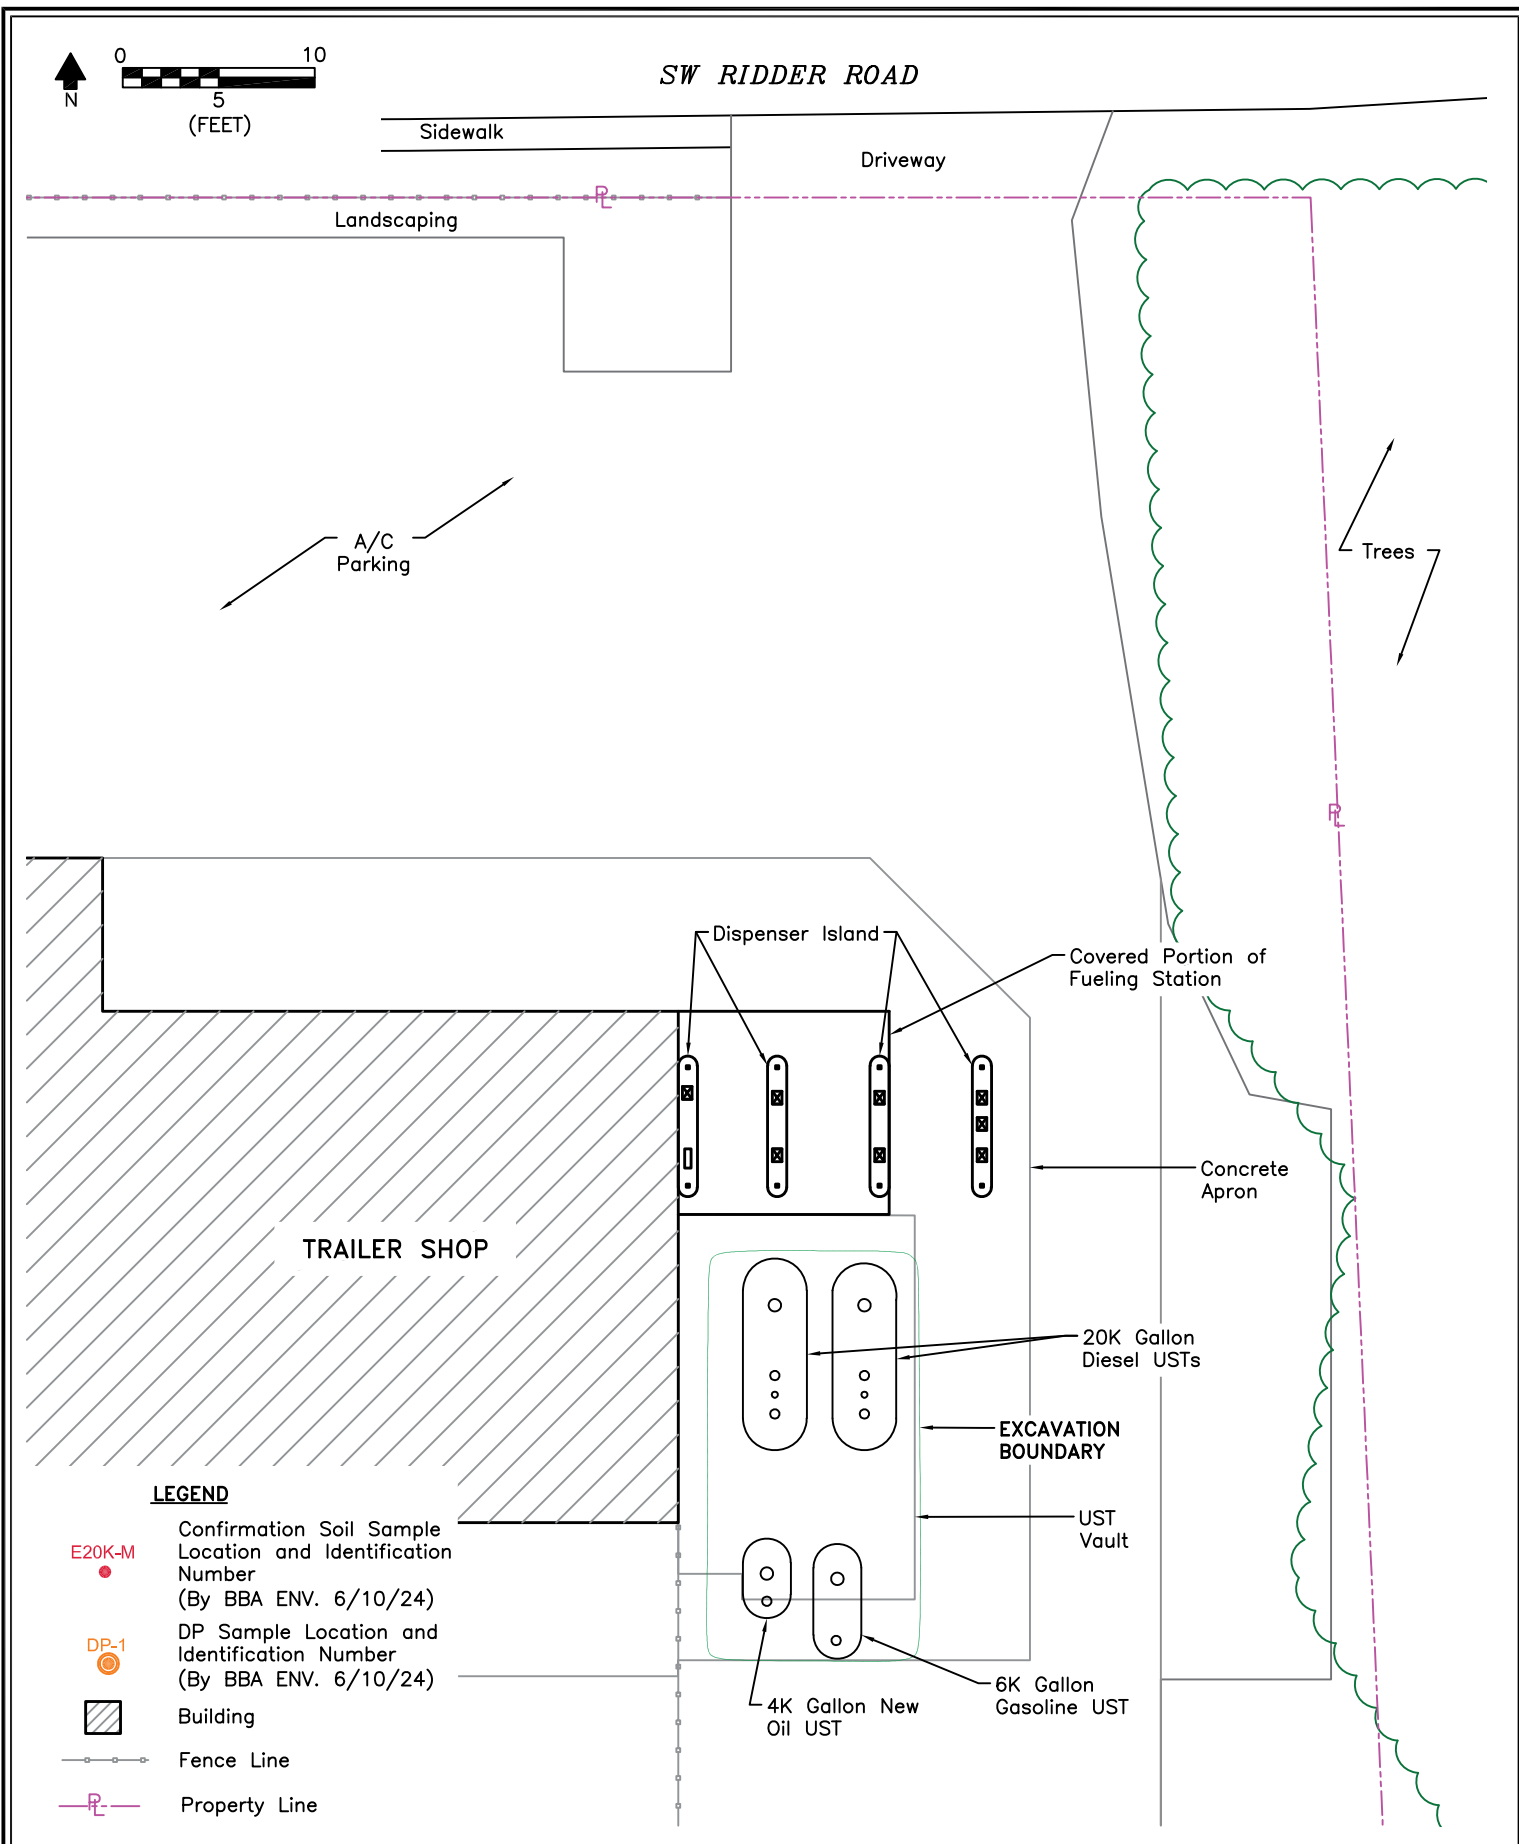 0 10
SW RIDDER ROAD
N
5
(FEET)
Sidewalk
Driveway
PL
Landscaping
A/C
Parking
Trees
PL
Dispenser Island
Covered Portion of
Fueling Station
Concrete
Apron
TRAILER SHOP
20K Gallon
Diesel USTs
EXCAVATION
BOUNDARY
UST
Vault
6K Gallon
Gasoline UST
4K Gallon New
Oil UST
LEGEND
E20K-M
Confirmation Soil Sample
Location and Identification
Number
(By BBA ENV. 6/10/24)
DP-1
DP Sample Location and
Identification Number
(By BBA ENV. 6/10/24)
Building
Fence Line
PL
Property Line